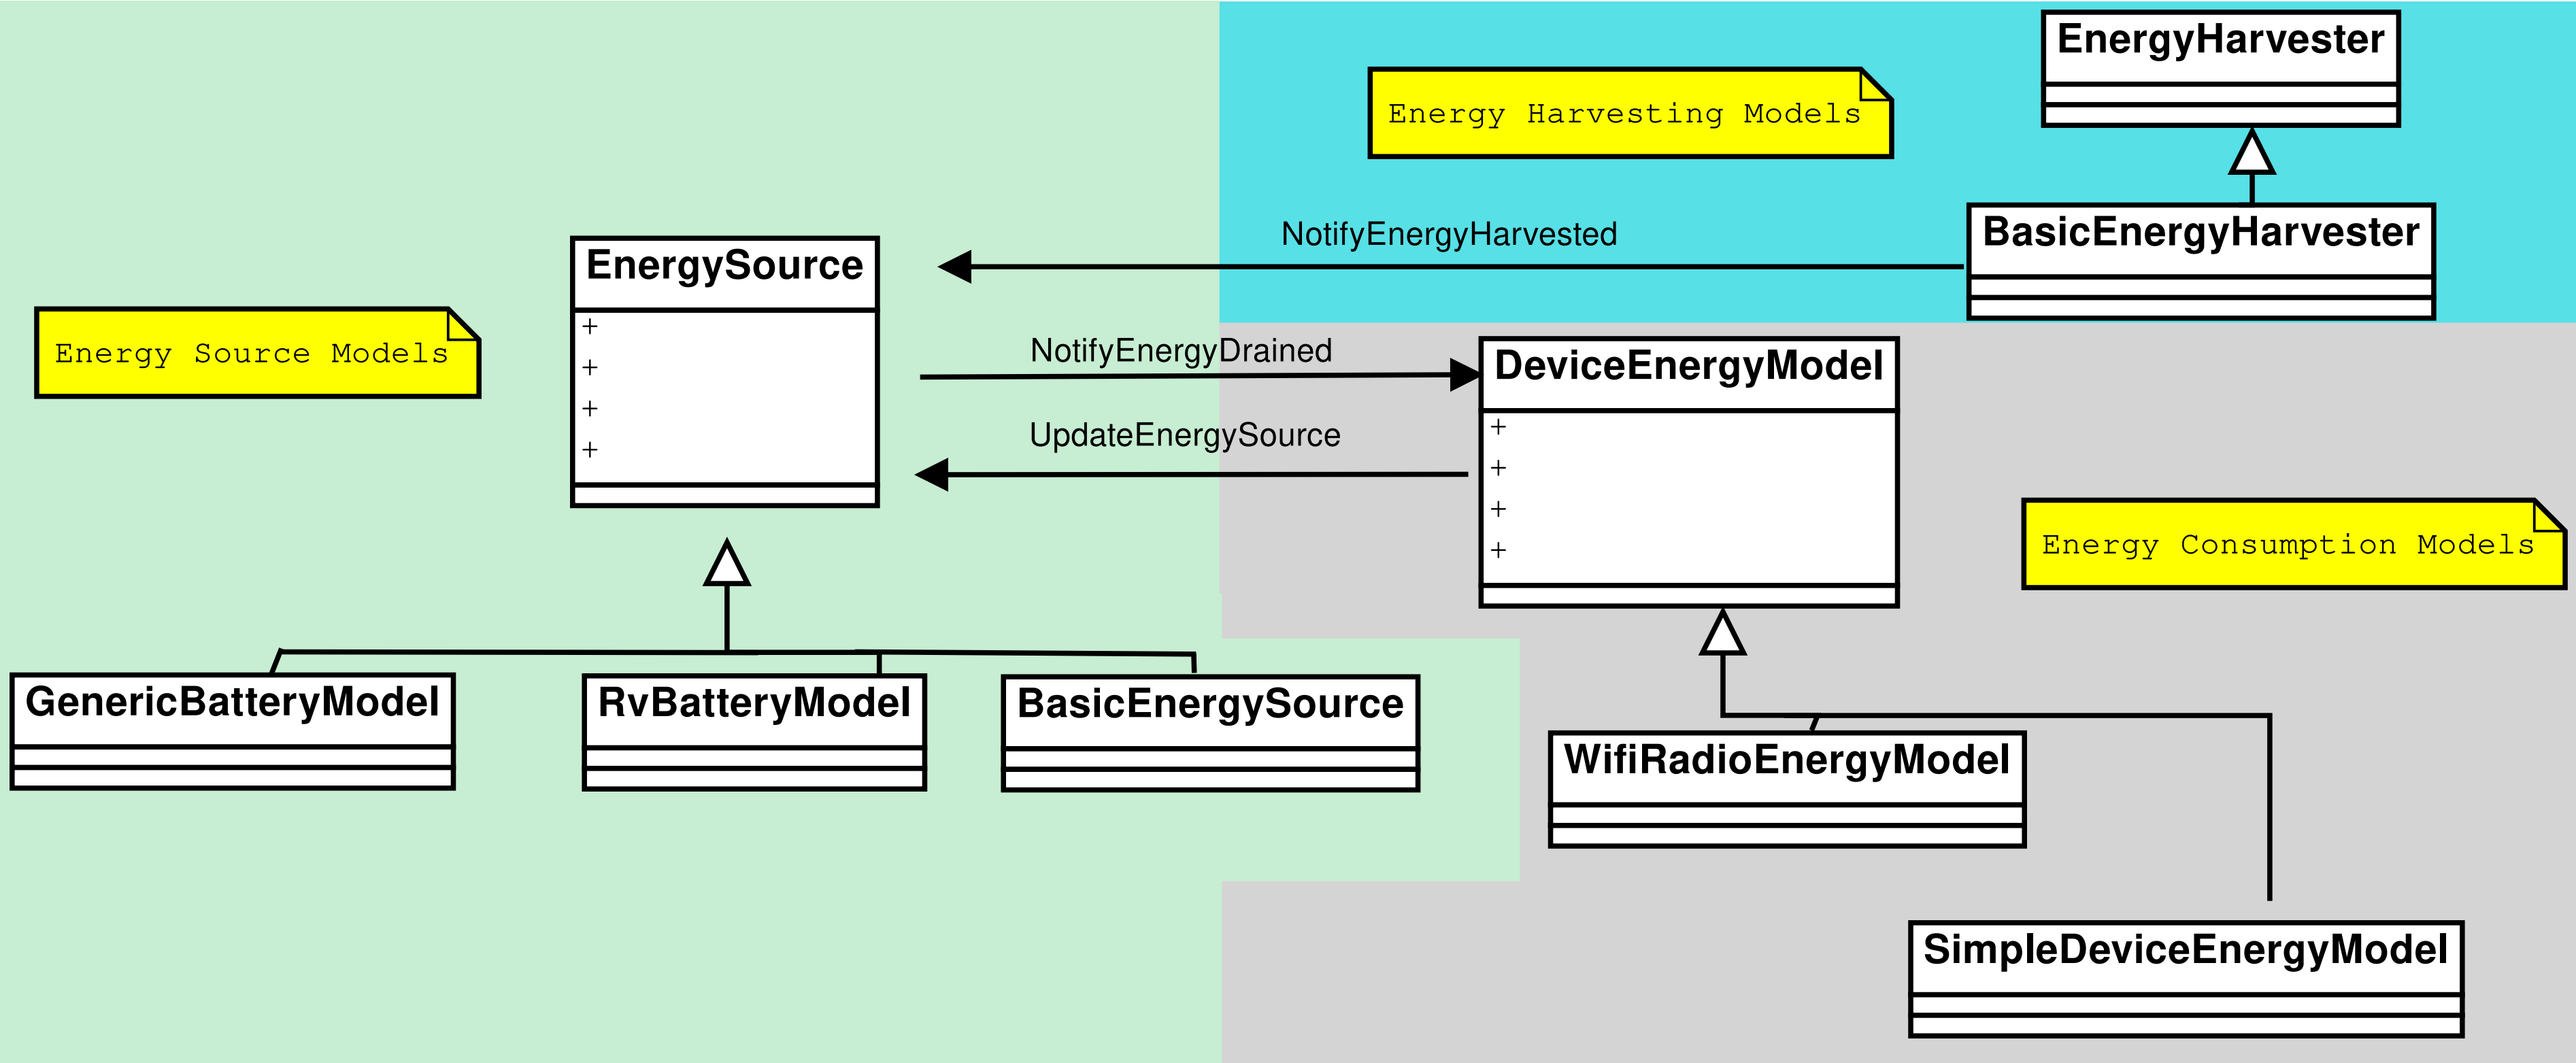 EnergyHarvester
Energy Harvesting Models
NotifyEnergyHarvested
BasicEnergyHarvester
EnergySource
+
+
+
+
Energy Source Models
NotifyEnergyDrained
UpdateEnergySource
DeviceEnergyModel
+
+
+
+
Energy Consumption Models
GenericBatteryModel
RvBatteryModel
BasicEnergySource
WifiRadioEnergyModel
SimpleDeviceEnergyModel